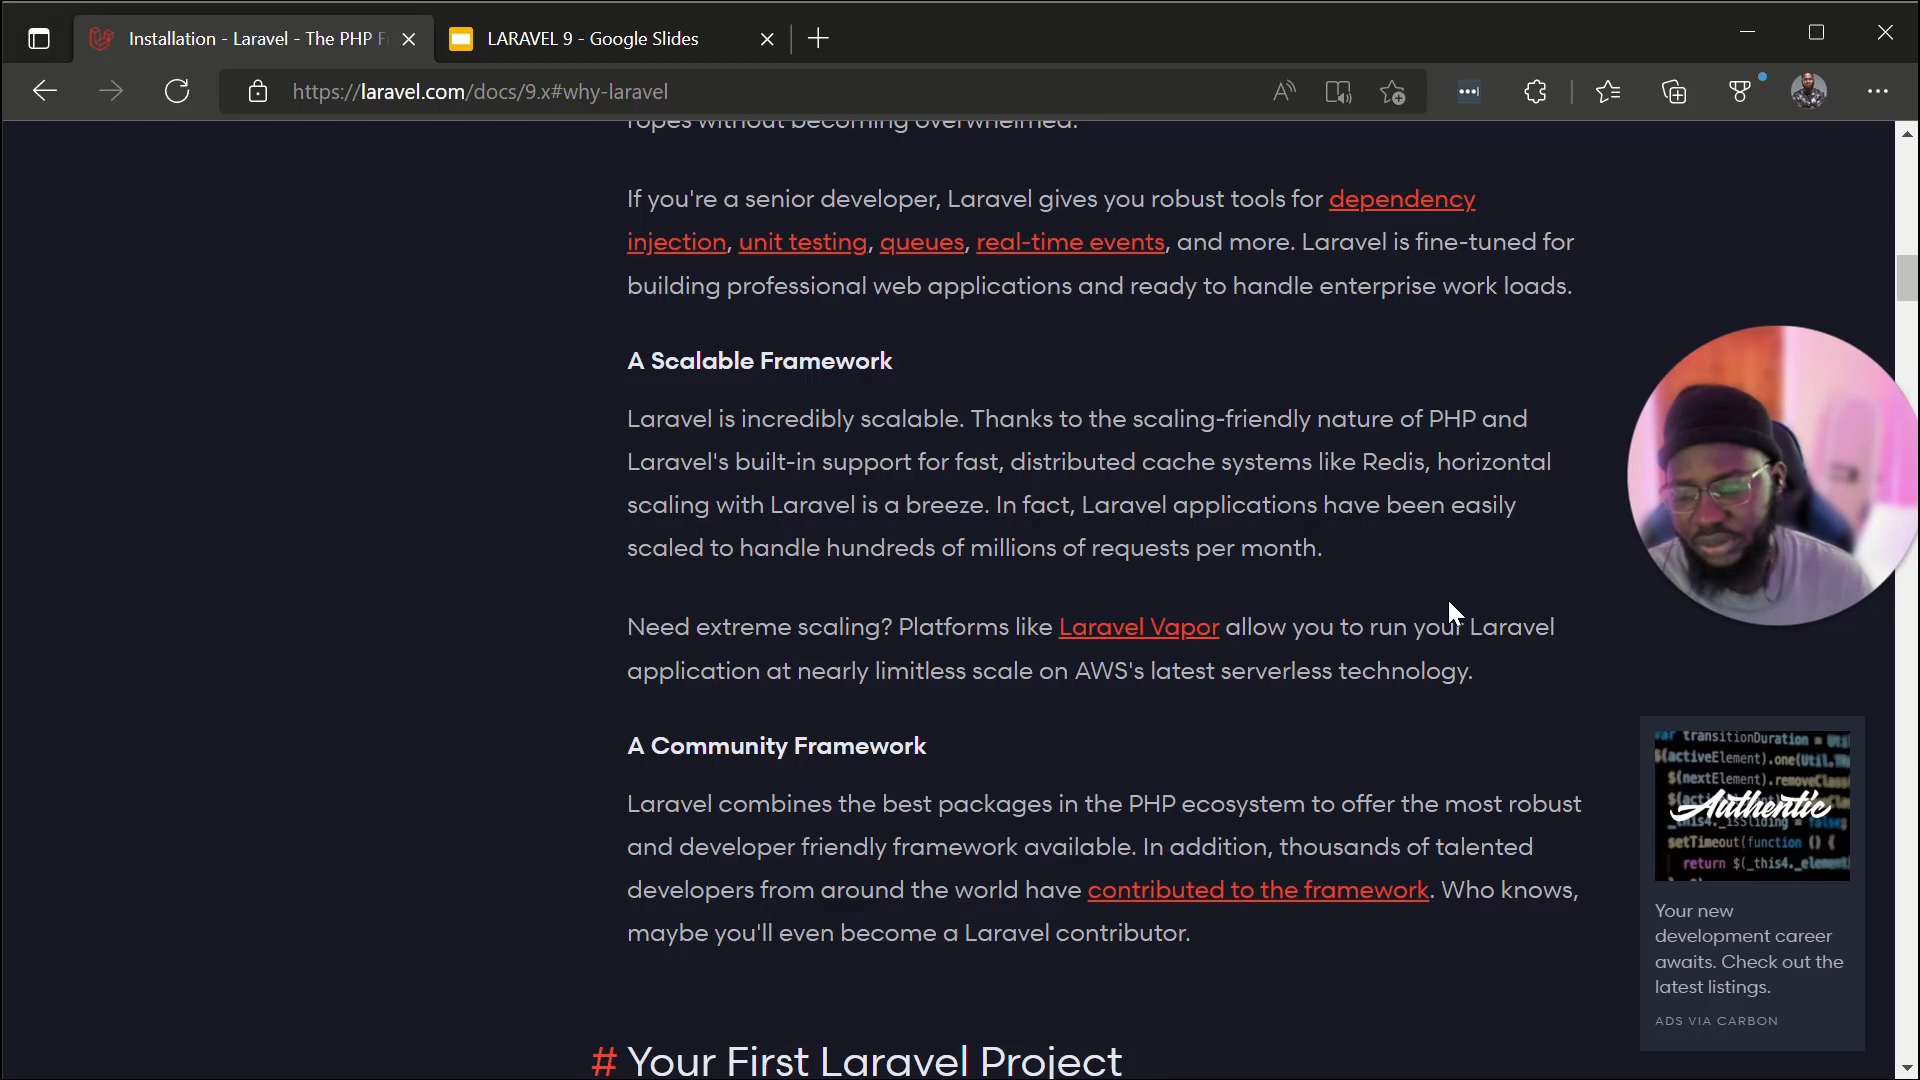 Installation - Laravel - The PHP F
LARAVEL 9 - Google Slides
https://laravel.com/docs/9.x#why-laravel
ropes without becoming overwhelmed.
If you're a senior developer, Laravel gives you robust tools for dependency
injection, unit testing, queues, real-time events, and more. Laravel is fine-tuned for
building professional web applications and ready to handle enterprise work loads.
A Scalable Framework
Laravel is incredibly scalable. Thanks to the scaling-friendly nature of PHP and
Laravel's built-in support for fast, distributed cache systems like Redis, horizontal
scaling with Laravel is a breeze. In fact, Laravel applications have been easily
scaled to handle hundreds of millions of requests per month.
Need extreme scaling? Platforms like Laravel Vapor allow you to run your Laravel
application at nearly limitless scale on AWS's latest serverless technology.
A Community Framework
Laravel combines the best packages in the PHP ecosystem to offer the most robust
and developer friendly framework available. In addition, thousands of talented
developers from around the world have contributed to the framework. Who knows,
maybe you'll even become a Laravel contributor.
# Your First Laravel Project
var transitionDuration = Uti
$(activeElement).one(Util.TR
$(nextElement).removeClass
$(acti
Authentic
_this4._isSliding = false;
setTimeout(function () {
return $(_this4._element
Your new
development career
awaits. Check out the
latest listings.
ADS VIA CARBON